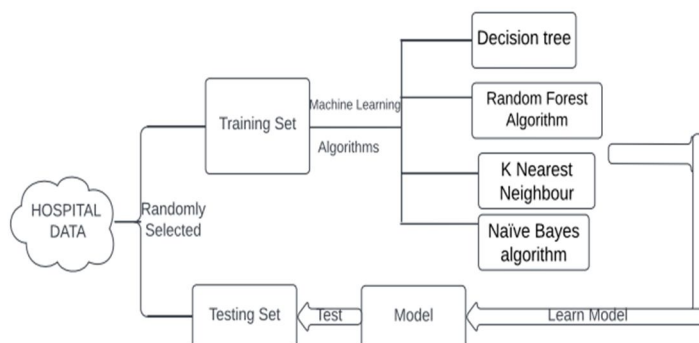 Decision tree
Random Forest
Algorithm
Machine Learning
Training Set
Algorithms
K Nearest
Neighbour
HOSPITAL
DATA
Randomly
Selected
Naïve Bayes
algorithm
Testing Set
Test
Model
Learn Model